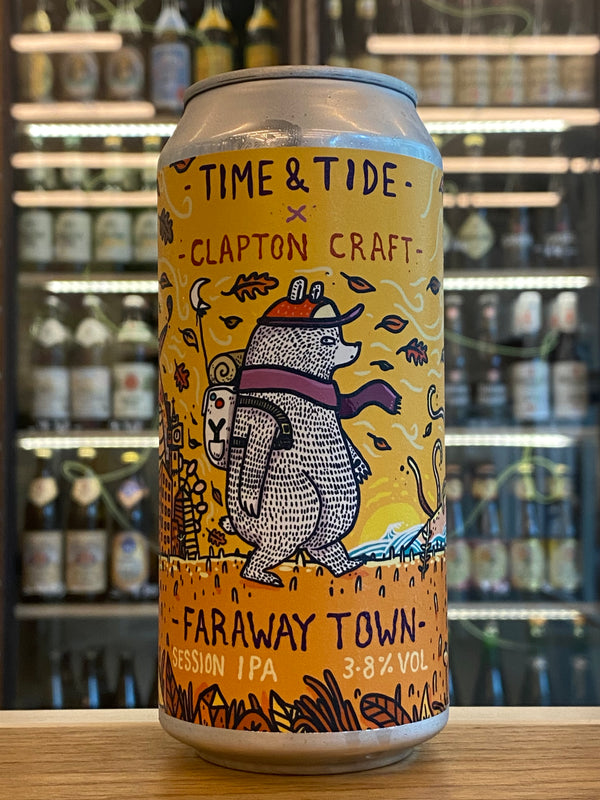 - TIME & TIDE -
x
- CLAPTON CRAFT -
- FARAWAY TOWN -
SESSION IPA 3.8% VOL